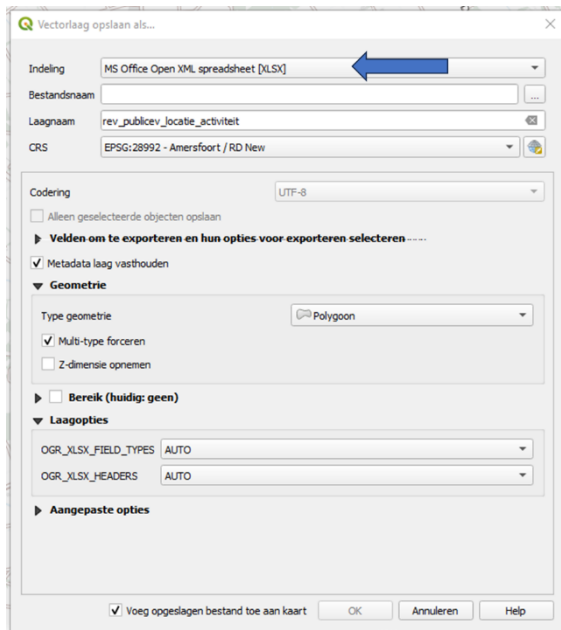 Vectorlaag opslaan als...
Indeling MS Office Open XML spreadsheet [XLSX]
Bestandsnaam ...
Laagnaam rev_publicev_locatie_activiteit
CRS EPSG:28992 - Amersfoort / RD New
Codering UTF-8
Alleen geselecteerde objecten opslaan
Velden om te exporteren en hun opties voor exporteren selecteren
Metadata laag vasthouden
Geometrie
Type geometrie Polygoon
Multi-type forceren
Z-dimensie opnemen
Bereik (huidig: geen)
Laagopties
OGR_XLSX_FIELD_TYPES AUTO
OGR_XLSX_HEADERS AUTO
Aangepaste opties
Voeg opgeslagen bestand toe aan kaart OK Annuleren Help